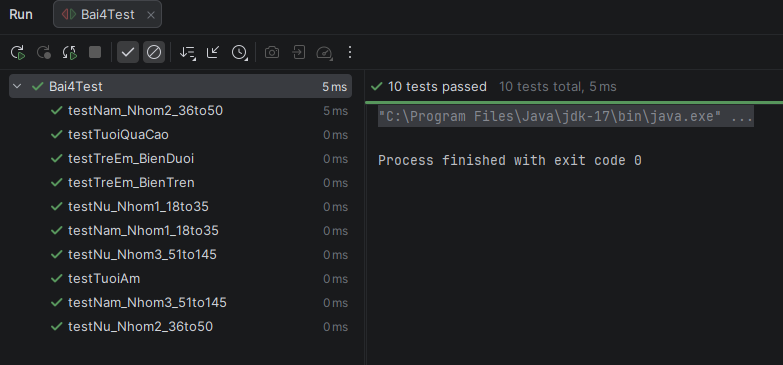 Run Bai4Test
Bai4Test 5 ms
testNam_Nhom2_36to50 5 ms
testTuoiQuaCao 0 ms
testTreEm_BienDuoi 0 ms
testTreEm_BienTren 0 ms
testNu_Nhom1_18to35 0 ms
testNam_Nhom1_18to35 0 ms
testNu_Nhom3_51to145 0 ms
testTuoiAm 0 ms
testNam_Nhom3_51to145 0 ms
testNu_Nhom2_36to50 0 ms
10 tests passed 10 tests total, 5 ms
"C:\Program Files\Java\jdk-17\bin\java.exe" ...
Process finished with exit code 0